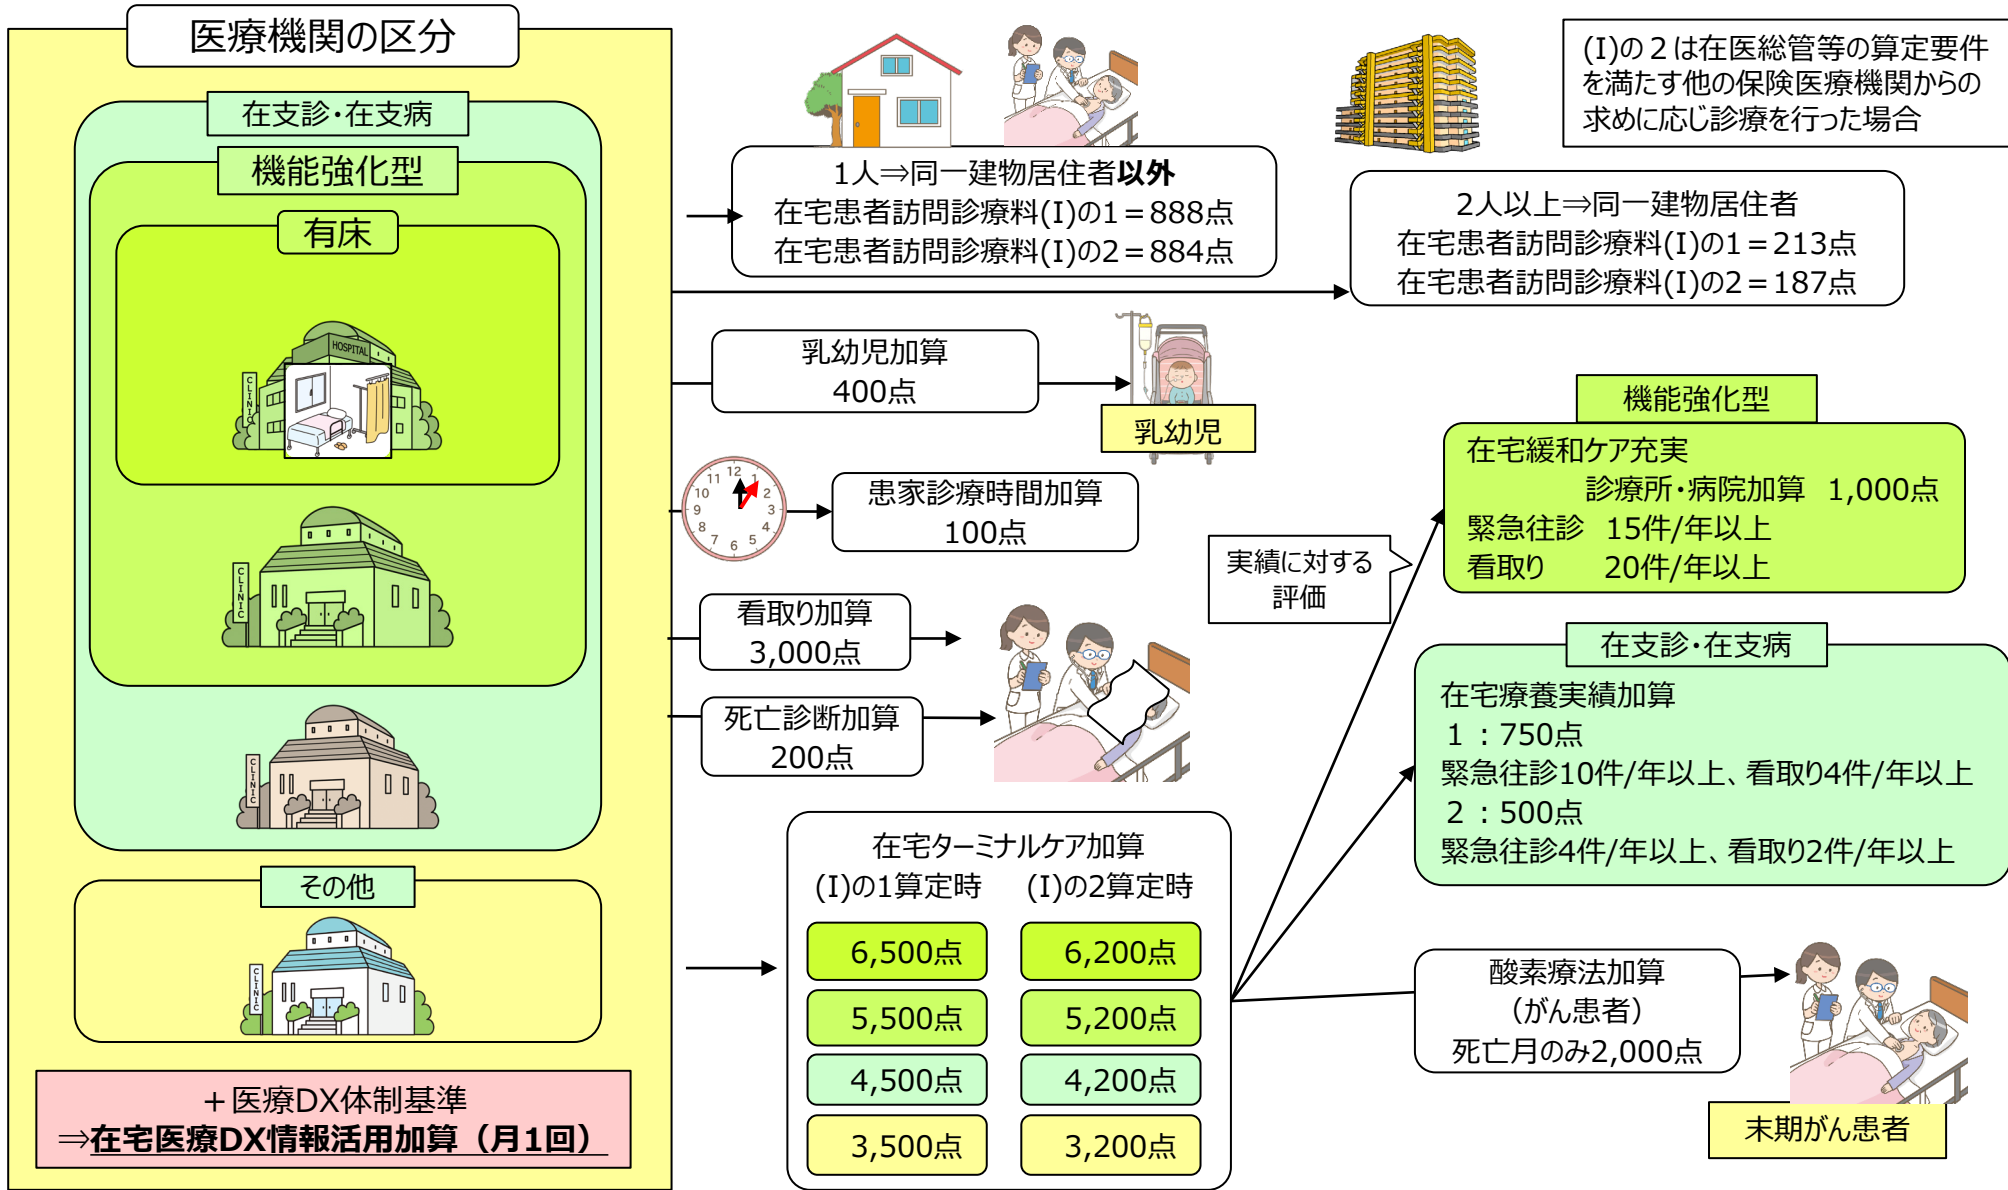 医療機関の区分
在支診・在支病
機能強化型
有床
HOSPITAL
CLINIC
CLINIC
CLINIC
その他
CLINIC
＋医療DX体制基準
⇒在宅医療DX情報活用加算（月1回）
1人⇒同一建物居住者以外
在宅患者訪問診療料(I)の1＝888点
在宅患者訪問診療料(I)の2＝884点
(I)の２は在医総管等の算定要件
を満たす他の保険医療機関からの
求めに応じ診療を行った場合
2人以上⇒同一建物居住者
在宅患者訪問診療料(I)の1＝213点
在宅患者訪問診療料(I)の2＝187点
乳幼児加算
400点
乳幼児
12
1
2
3
4
5
6
7
8
9
10
11
患家診療時間加算
100点
看取り加算
3,000点
死亡診断加算
200点
在宅ターミナルケア加算
(I)の1算定時　(I)の2算定時
6,500点　6,200点
5,500点　5,200点
4,500点　4,200点
3,500点　3,200点
実績に対する
評価
機能強化型
在宅緩和ケア充実
診療所・病院加算　1,000点
緊急往診　15件/年以上
看取り　　20件/年以上
在支診・在支病
在宅療養実績加算
１：750点
緊急往診10件/年以上、看取り4件/年以上
２：500点
緊急往診4件/年以上、看取り2件/年以上
酸素療法加算
（がん患者）
死亡月のみ2,000点
末期がん患者